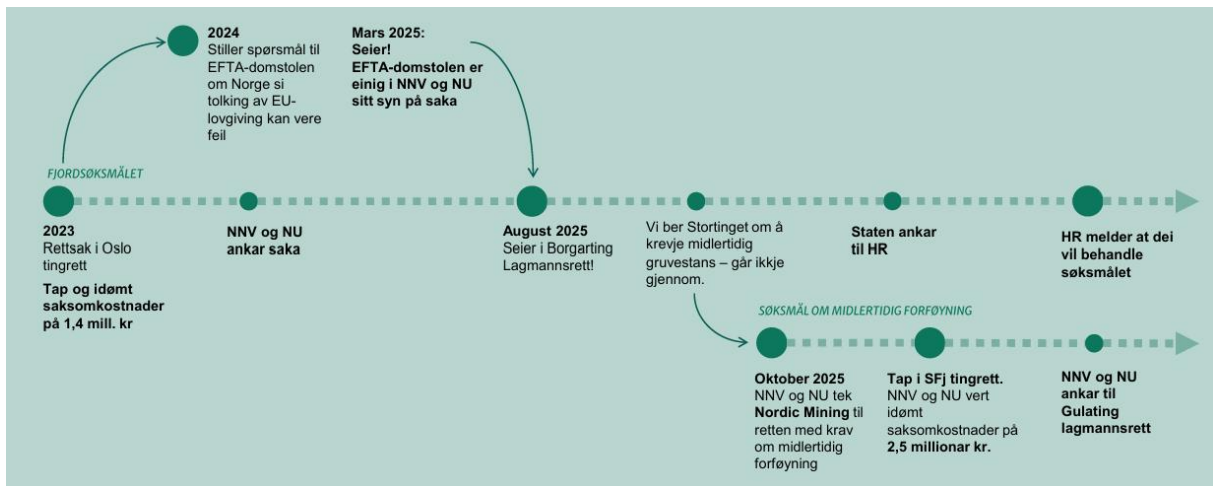 2024
Stiller spørsmål til
EFTA-domstolen
om Norge si
tolking av EU-
lovgiving kan vere
feil
Mars 2025:
Seier!
EFTA-domstolen er
einig i NNV og NU
sitt syn på saka
FJORDSØKSMÅLET
2023
Rettsak i Oslo
tingrett
Tap og idømt
saksomkostnader
på 1,4 mill. kr
NNV og NU
ankar saka
August 2025
Seier i Borgarting
Lagmannsrett!
Vi ber Stortinget om å
krevje midlertidig
gruvestans – går ikkje
gjennom.
Staten ankar
til HR
HR melder at dei
vil behandle
søksmålet
SØKSMÅL OM MIDLERTIDIG FORFØYNING
Oktober 2025
NNV og NU tek
Nordic Mining til
retten med krav
om midlertidig
forføyning
Tap i SFj tingrett.
NNV og NU vert
idømt
saksomkostnader på
2,5 millionar kr.
NNV og NU
ankar til
Gulating
lagmannsrett